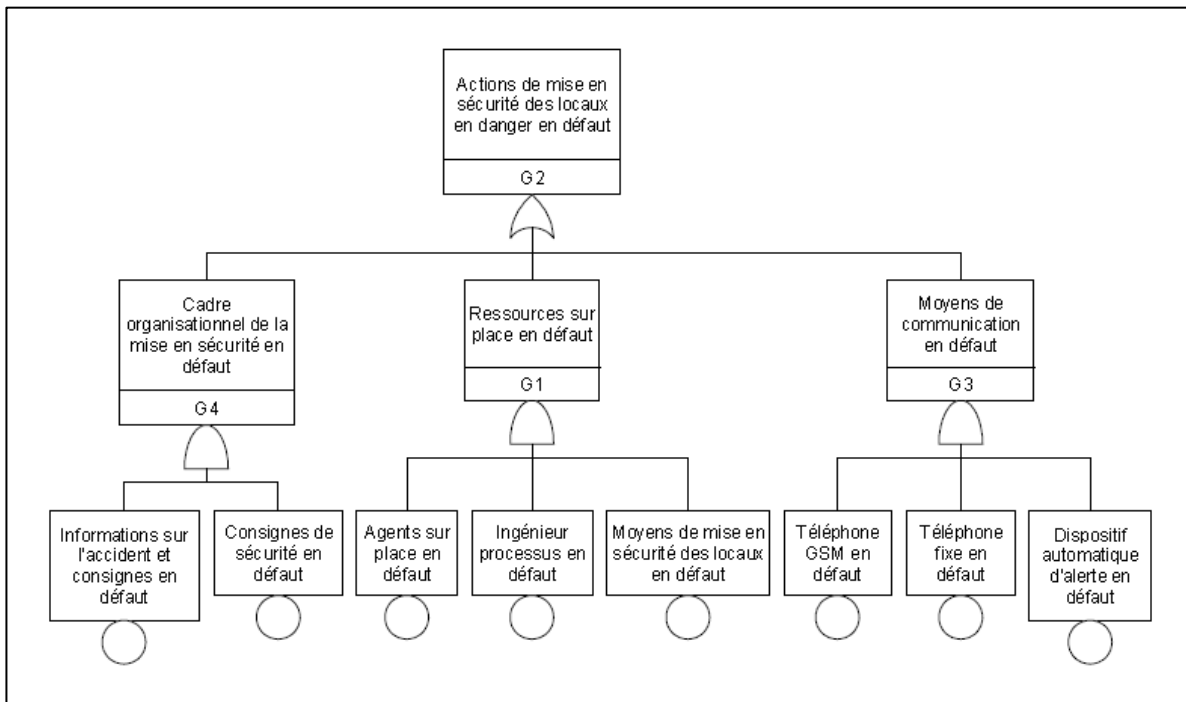 Actions de mise en
sécurité des locaux
en danger en défaut
G2
Cadre
organisationnel de la
mise en sécurité en
défaut
G4
Ressources sur
place en défaut
G1
Moyens de
communication
en défaut
G3
Informations sur
l'accident et
consignes en
défaut
Consignes de
sécurité en
défaut
Agents sur
place en
défaut
Ingénieur
processus en
défaut
Moyens de mise en
sécurité des locaux
en défaut
Téléphone
GSM en
défaut
Téléphone
fixe en
défaut
Dispositif
automatique
d'alerte en
défaut